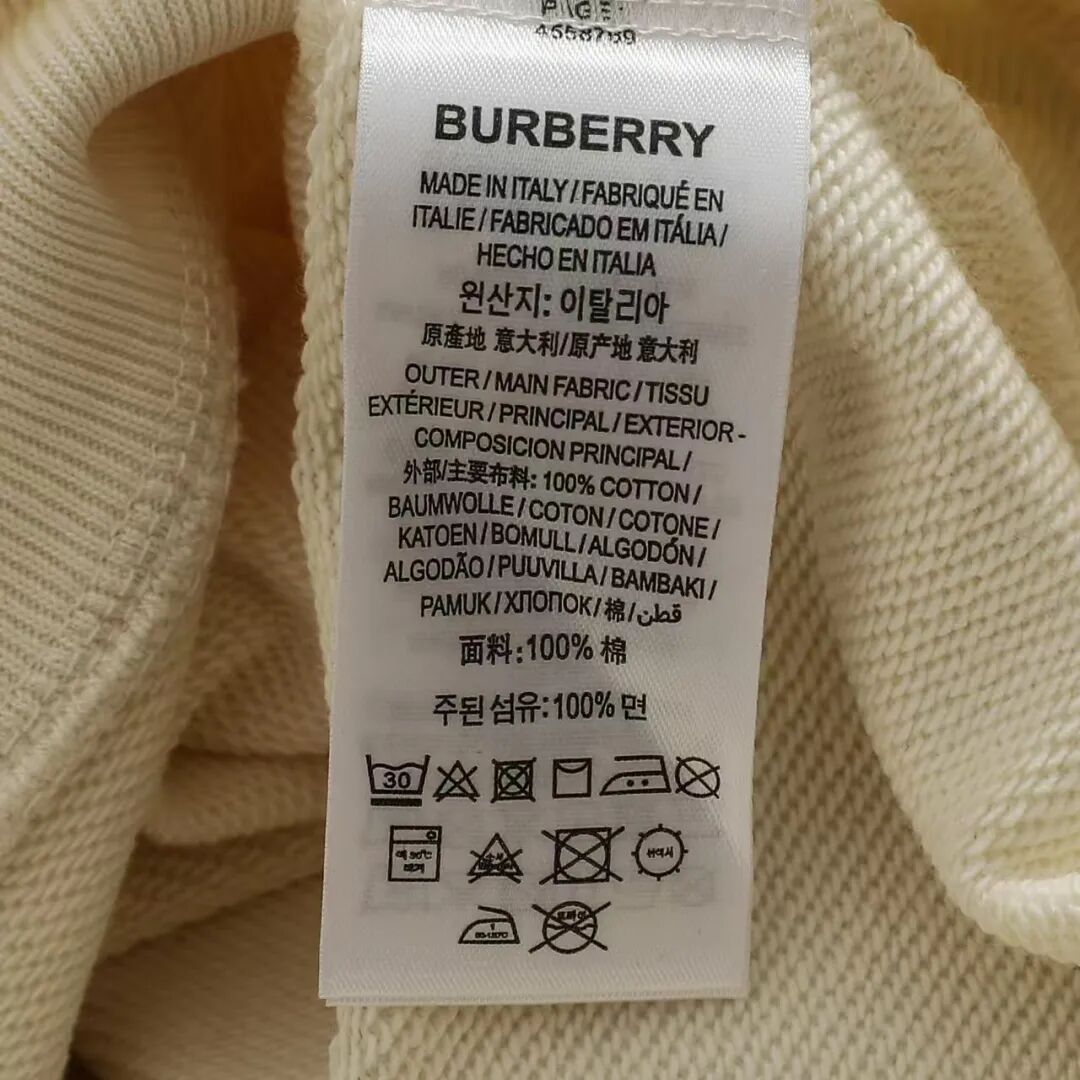 BURBERRY
MADE IN ITALY / FABRIQUÉ EN
ITALIE / FABRICADO EM ITÁLIA /
HECHO EN ITALIA
원산지: 이탈리아
原產地 意大利/原产地 意大利
OUTER / MAIN FABRIC / TISSU
EXTÉRIEUR / PRINCIPAL / EXTERIOR -
COMPOSICION PRINCIPAL /
外部/主要布料: 100% COTTON /
BAUMWOLLE / COTON / COTONE /
KATOEN / BOMULL / ALGODÓN /
ALGODÃO / PUUVILLA / BAMBAKI /
PAMUK / ХЛОПОК / 棉 / قطن
面料:100% 棉
주된 섬유:100% 면
30